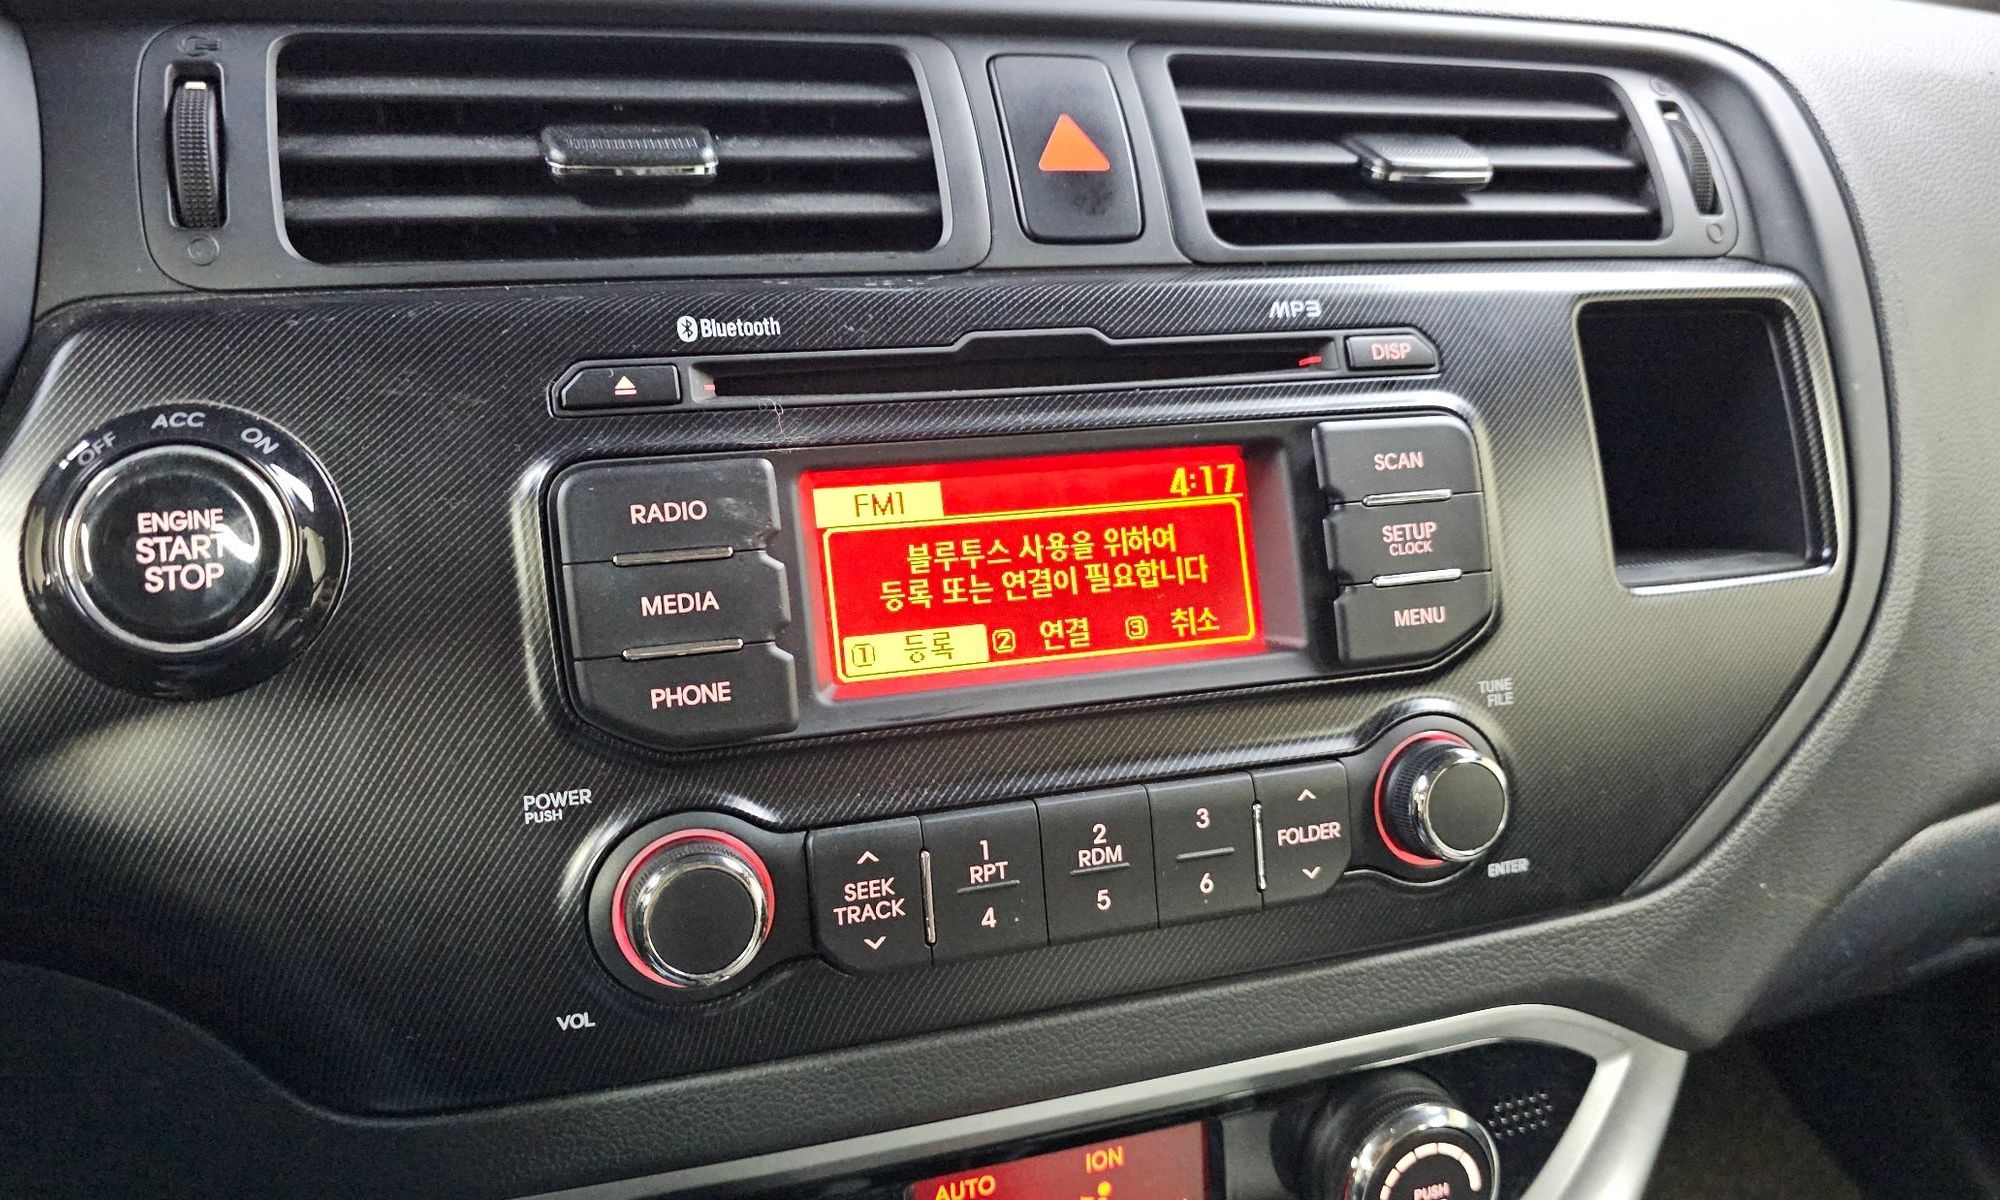 Bluetooth
MP3
DISP
OFF ACC ON
ENGINE
START
STOP
RADIO
MEDIA
PHONE
FM1 4:17
블루투스 사용을 위하여
등록 또는 연결이 필요합니다
1 등록 2 연결 3 취소
SCAN
SETUP
CLOCK
MENU
TUNE
FILE
POWER
PUSH
VOL
SEEK
TRACK
1
RPT
4
2
RDM
5
3
6
FOLDER
ENTER
AUTO
ION
PUSH